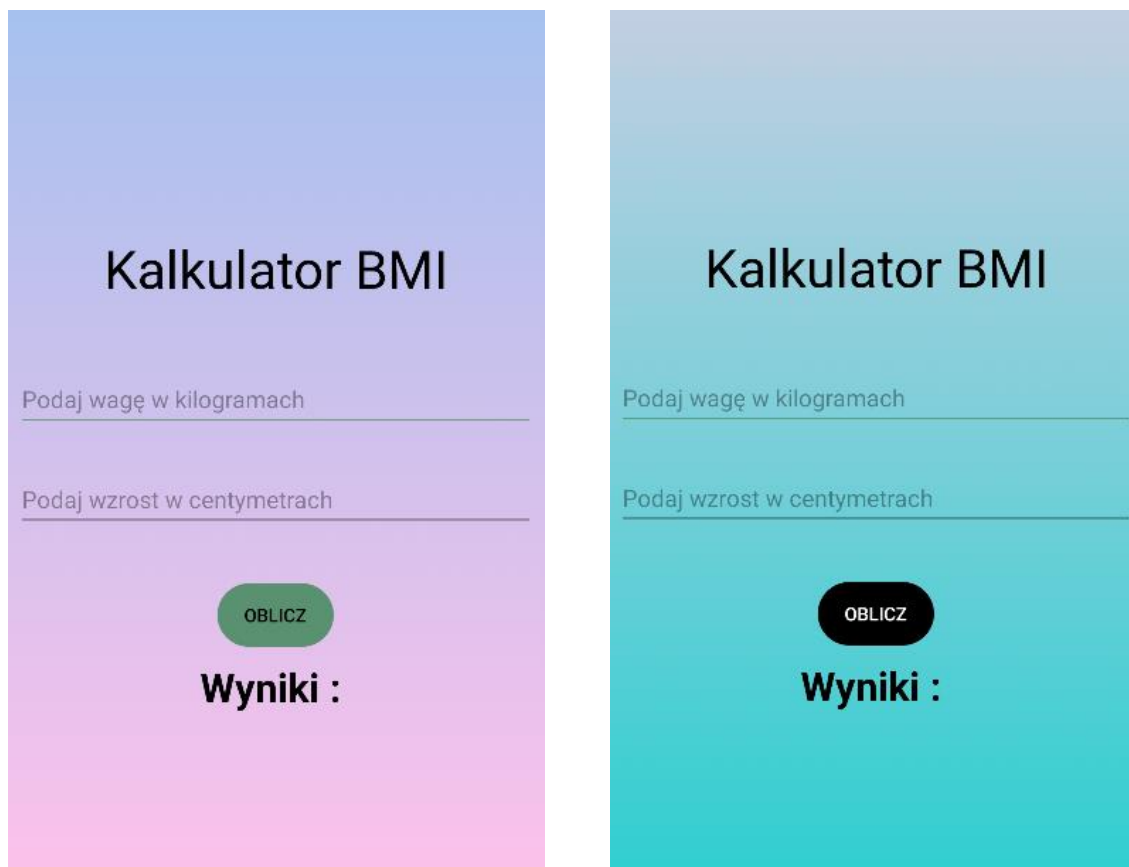 Kalkulator BMI
Podaj wagę w kilogramach
Podaj wzrost w centymetrach
OBLICZ
Wyniki :
Kalkulator BMI
Podaj wagę w kilogramach
Podaj wzrost w centymetrach
OBLICZ
Wyniki :